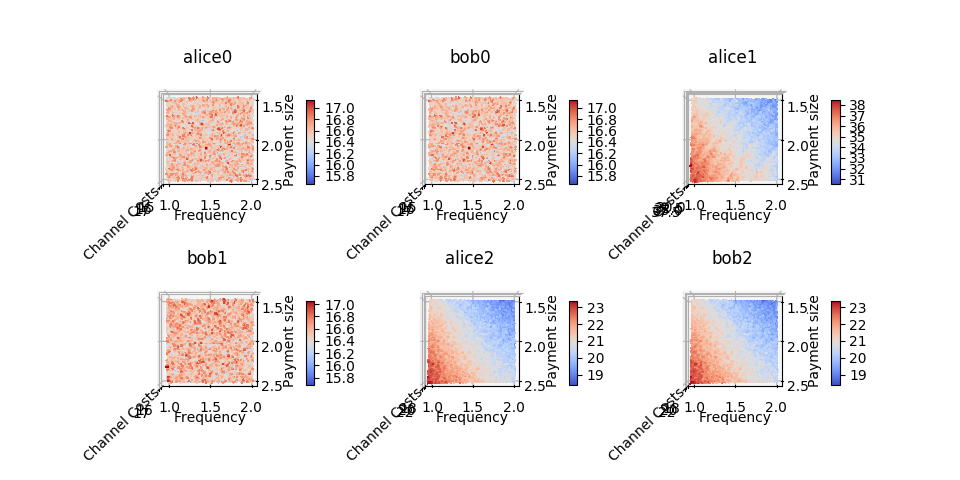 alice0
1.5
2.0
2.5
Payment size
1.0 1.5 2.0
Frequency
Channel Costs
17.0
16.8
16.6
16.4
16.2
16.0
15.8
bob0
1.5
2.0
2.5
Payment size
1.0 1.5 2.0
Frequency
Channel Costs
17.0
16.8
16.6
16.4
16.2
16.0
15.8
alice1
1.5
2.0
2.5
Payment size
1.0 1.5 2.0
Frequency
Channel Costs
38
37
36
35
34
33
32
31
bob1
1.5
2.0
2.5
Payment size
1.0 1.5 2.0
Frequency
Channel Costs
17.0
16.8
16.6
16.4
16.2
16.0
15.8
alice2
1.5
2.0
2.5
Payment size
1.0 1.5 2.0
Frequency
Channel Costs
23
22
21
20
19
bob2
1.5
2.0
2.5
Payment size
1.0 1.5 2.0
Frequency
Channel Costs
23
22
21
20
19